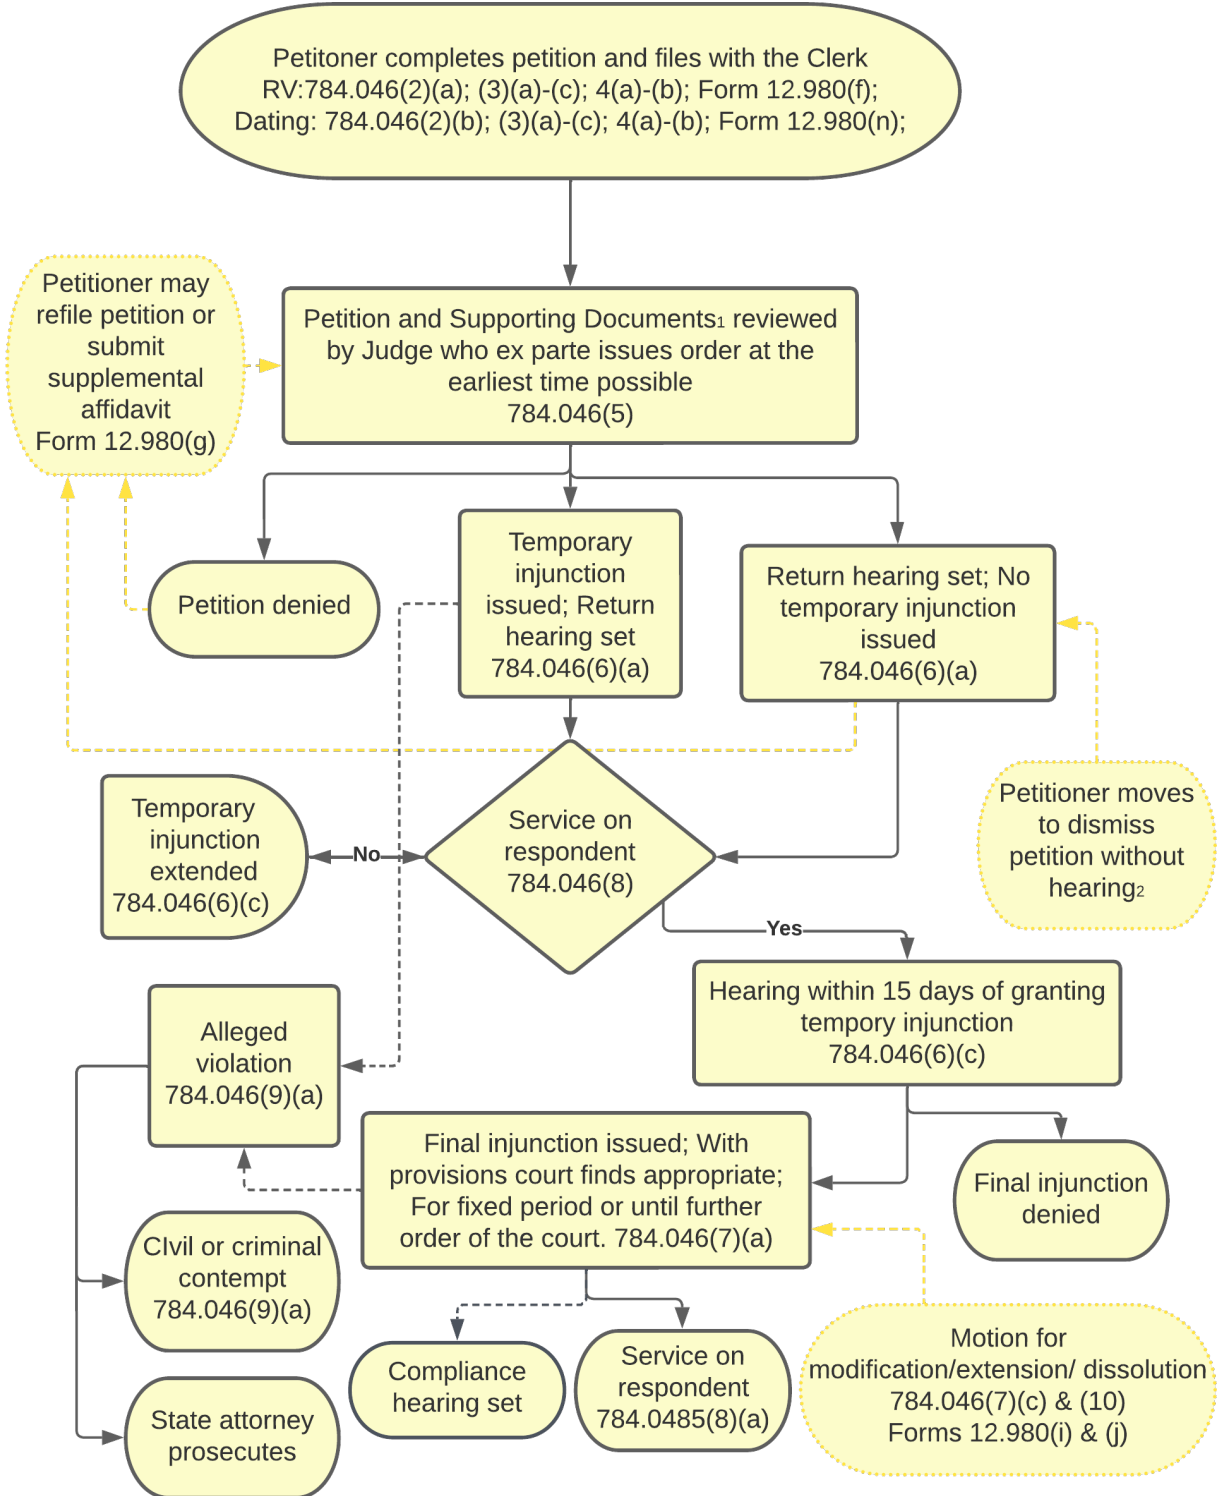 Petitoner completes petition and files with the Clerk
RV:784.046(2)(a); (3)(a)-(c); 4(a)-(b); Form 12.980(f);
Dating: 784.046(2)(b); (3)(a)-(c); 4(a)-(b); Form 12.980(n);
Petitioner may
refile petition or
submit
supplemental
affidavit
Form 12.980(g)
Petition and Supporting Documents1 reviewed
by Judge who ex parte issues order at the
earliest time possible
784.046(5)
Petition denied
Temporary
injunction
issued; Return
hearing set
784.046(6)(a)
Return hearing set; No
temporary injunction
issued
784.046(6)(a)
Temporary
injunction
extended
784.046(6)(c)
No
Service on
respondent
784.046(8)
Petitioner moves
to dismiss
petition without
hearing2
Yes
Hearing within 15 days of granting
tempory injunction
784.046(6)(c)
Alleged
violation
784.046(9)(a)
Final injunction issued; With
provisions court finds appropriate;
For fixed period or until further
order of the court. 784.046(7)(a)
Final injunction
denied
CIvil or criminal
contempt
784.046(9)(a)
Compliance
hearing set
Service on
respondent
784.0485(8)(a)
Motion for
modification/extension/ dissolution
784.046(7)(c) & (10)
Forms 12.980(i) & (j)
State attorney
prosecutes